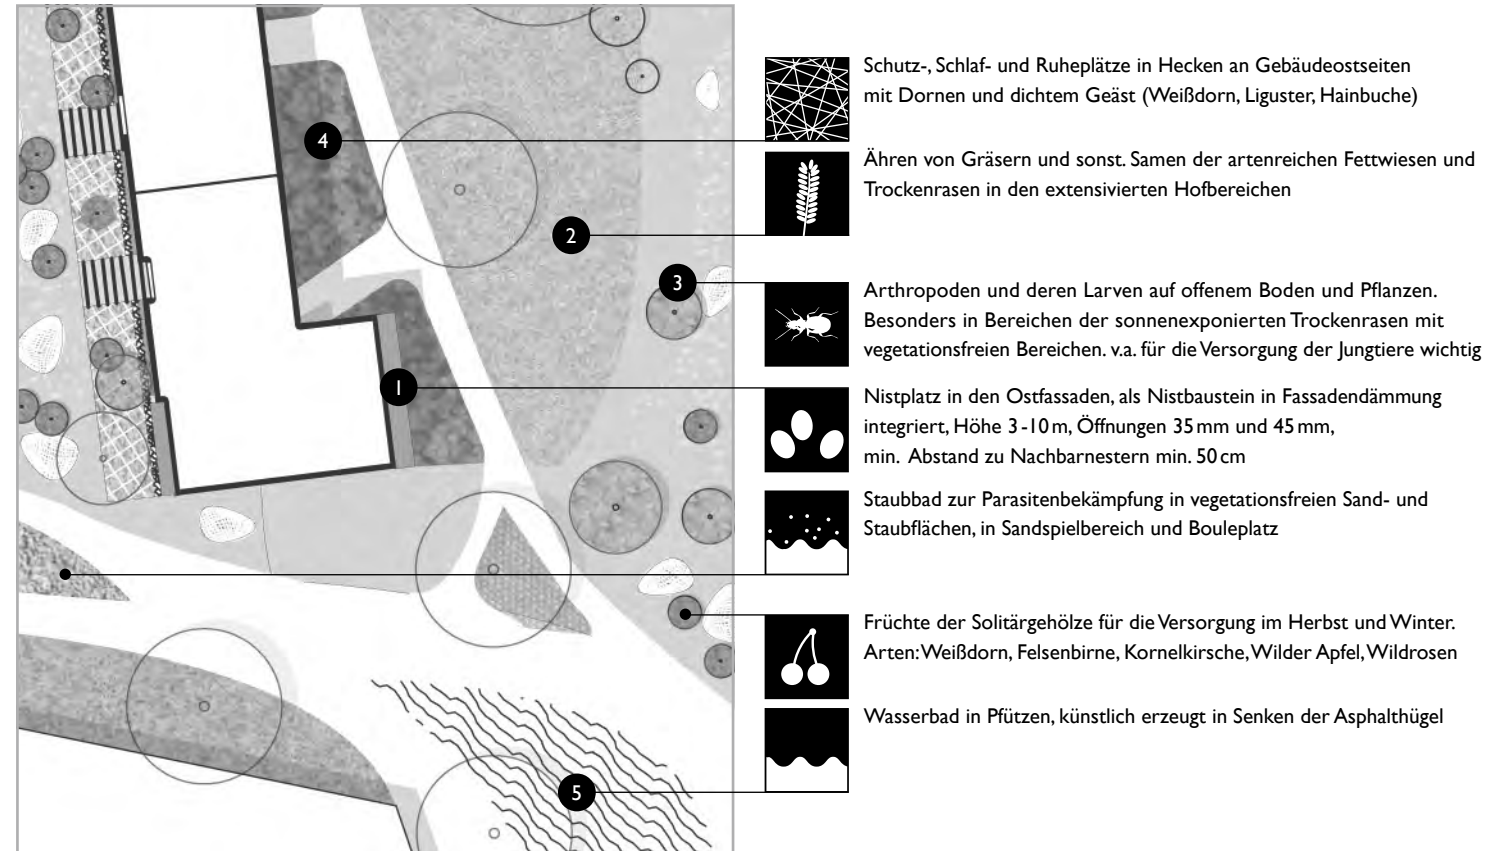 4
Schutz-, Schlaf- und Ruheplätze in Hecken an Gebäudeostseiten
mit Dornen und dichtem Geäst (Weißdorn, Liguster, Hainbuche)
2
Ähren von Gräsern und sonst. Samen der artenreichen Fettwiesen und
Trockenrasen in den extensivierten Hofbereichen
3
Arthropoden und deren Larven auf offenem Boden und Pflanzen.
Besonders in Bereichen der sonnenexponierten Trockenrasen mit
vegetationsfreien Bereichen. v.a. für die Versorgung der Jungtiere wichtig
1
Nistplatz in den Ostfassaden, als Nistbaustein in Fassadendämmung
integriert, Höhe 3-10 m, Öffnungen 35 mm und 45 mm,
min. Abstand zu Nachbarnestern min. 50 cm
Staubbad zur Parasitenbekämpfung in vegetationsfreien Sand- und
Staubflächen, in Sandspielbereich und Bouleplatz
Früchte der Solitärgehölze für die Versorgung im Herbst und Winter.
Arten: Weißdorn, Felsenbirne, Kornelkirsche, Wilder Apfel, Wildrosen
Wasserbad in Pfützen, künstlich erzeugt in Senken der Asphalthügel
5